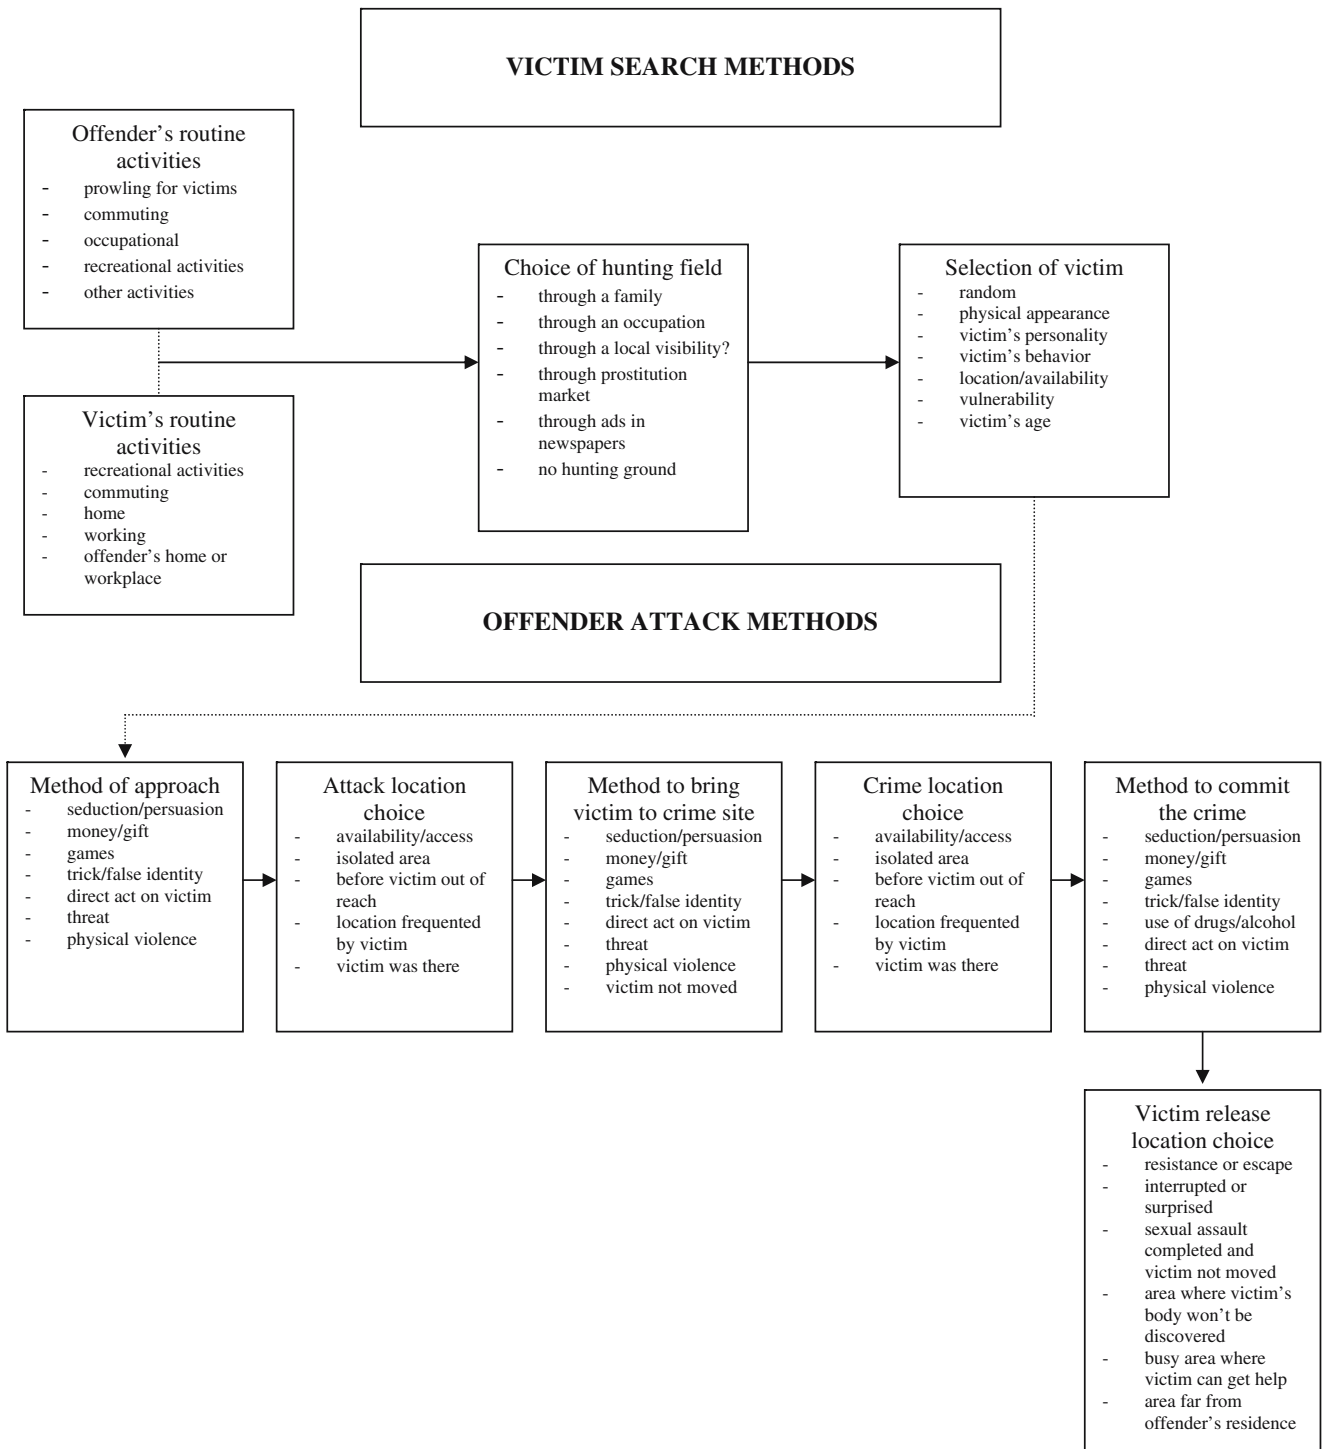 VICTIM SEARCH METHODS
Offender’s routine
activities
- prowling for victims
- commuting
- occupational
- recreational activities
- other activities
Victim’s routine
activities
- recreational activities
- commuting
- home
- working
- offender’s home or
workplace
Choice of hunting field
- through a family
- through an occupation
- through a local visibility?
- through prostitution
market
- through ads in
newspapers
- no hunting ground
Selection of victim
- random
- physical appearance
- victim’s personality
- victim’s behavior
- location/availability
- vulnerability
- victim’s age
OFFENDER ATTACK METHODS
Method of approach
- seduction/persuasion
- money/gift
- games
- trick/false identity
- direct act on victim
- threat
- physical violence
Attack location
choice
- availability/access
- isolated area
- before victim out of
reach
- location frequented
by victim
- victim was there
Method to bring
victim to crime site
- seduction/persuasion
- money/gift
- games
- trick/false identity
- direct act on victim
- threat
- physical violence
- victim not moved
Crime location
choice
- availability/access
- isolated area
- before victim out of
reach
- location frequented
by victim
- victim was there
Method to commit
the crime
- seduction/persuasion
- money/gift
- games
- trick/false identity
- use of drugs/alcohol
- direct act on victim
- threat
- physical violence
Victim release
location choice
- resistance or escape
- interrupted or
surprised
- sexual assault
completed and
victim not moved
- area where victim’s
body won’t be
discovered
- busy area where
victim can get help
- area far from
offender’s residence